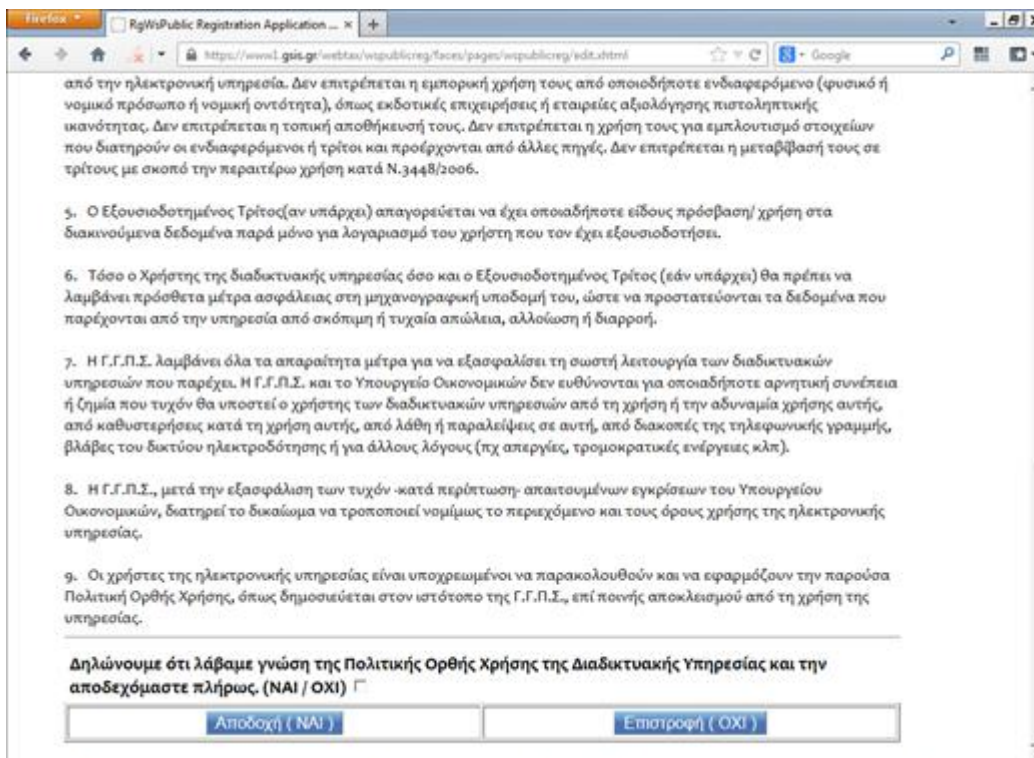 Firefox
RgWsPublic Registration Application ...
https://www1.gsis.gr/webtax/wspublicreg/faces/pages/wspublicreg/edit.xhtml
Google
από την ηλεκτρονική υπηρεσία. Δεν επιτρέπεται η εμπορική χρήση τους από οποιοδήποτε ενδιαφερόμενο (φυσικό ή
νομικό πρόσωπο ή νομική οντότητα), όπως εκδοτικές επιχειρήσεις ή εταιρείες αξιολόγησης πιστοληπτικής
ικανότητας. Δεν επιτρέπεται η τοπική αποθήκευσή τους. Δεν επιτρέπεται η χρήση τους για εμπλουτισμό στοιχείων
που διατηρούν οι ενδιαφερόμενοι ή τρίτοι και προέρχονται από άλλες πηγές. Δεν επιτρέπεται η μεταβίβασή τους σε
τρίτους με σκοπό την περαιτέρω χρήση κατά Ν.3448/2006.
5. Ο Εξουσιοδοτημένος Τρίτος(αν υπάρχει) απαγορεύεται να έχει οποιαδήποτε είδους πρόσβαση/ χρήση στα
διακινούμενα δεδομένα παρά μόνο για λογαριασμό του χρήστη που τον έχει εξουσιοδοτήσει.
6. Τόσο ο Χρήστης της διαδικτυακής υπηρεσίας όσο και ο Εξουσιοδοτημένος Τρίτος (εάν υπάρχει) θα πρέπει να
λαμβάνει πρόσθετα μέτρα ασφάλειας στη μηχανογραφική υποδομή του, ώστε να προστατεύονται τα δεδομένα που
παρέχονται από την υπηρεσία από σκόπιμη ή τυχαία απώλεια, αλλοίωση ή διαρροή.
7. Η Γ.Γ.Π.Σ. λαμβάνει όλα τα απαραίτητα μέτρα για να εξασφαλίσει τη σωστή λειτουργία των διαδικτυακών
υπηρεσιών που παρέχει. Η Γ.Γ.Π.Σ. και το Υπουργείο Οικονομικών δεν ευθύνονται για οποιαδήποτε αρνητική συνέπεια
ή ζημία που τυχόν θα υποστεί ο χρήστης των διαδικτυακών υπηρεσιών από τη χρήση ή την αδυναμία χρήσης αυτής,
από καθυστερήσεις κατά τη χρήση αυτής, από λάθη ή παραλείψεις σε αυτή, από διακοπές της τηλεφωνικής γραμμής,
βλάβες του δικτύου ηλεκτροδότησης ή για άλλους λόγους (πχ απεργίες, τρομοκρατικές ενέργειες κλπ).
8. Η Γ.Γ.Π.Σ., μετά την εξασφάλιση των τυχόν -κατά περίπτωση- απαιτουμένων εγκρίσεων του Υπουργείου
Οικονομικών, διατηρεί το δικαίωμα να τροποποιεί νομίμως το περιεχόμενο και τους όρους χρήσης της ηλεκτρονικής
υπηρεσίας.
9. Οι χρήστες της ηλεκτρονικής υπηρεσίας είναι υποχρεωμένοι να παρακολουθούν και να εφαρμόζουν την παρούσα
Πολιτική Ορθής Χρήσης, όπως δημοσιεύεται στον ιστότοπο της Γ.Γ.Π.Σ., επί ποινής αποκλεισμού από τη χρήση της
υπηρεσίας.
Δηλώνουμε ότι λάβαμε γνώση της Πολιτικής Ορθής Χρήσης της Διαδικτυακής Υπηρεσίας και την
αποδεχόμαστε πλήρως. (ΝΑΙ / ΟΧΙ)
Αποδοχή ( ΝΑΙ )
Επιστροφή ( ΟΧΙ )